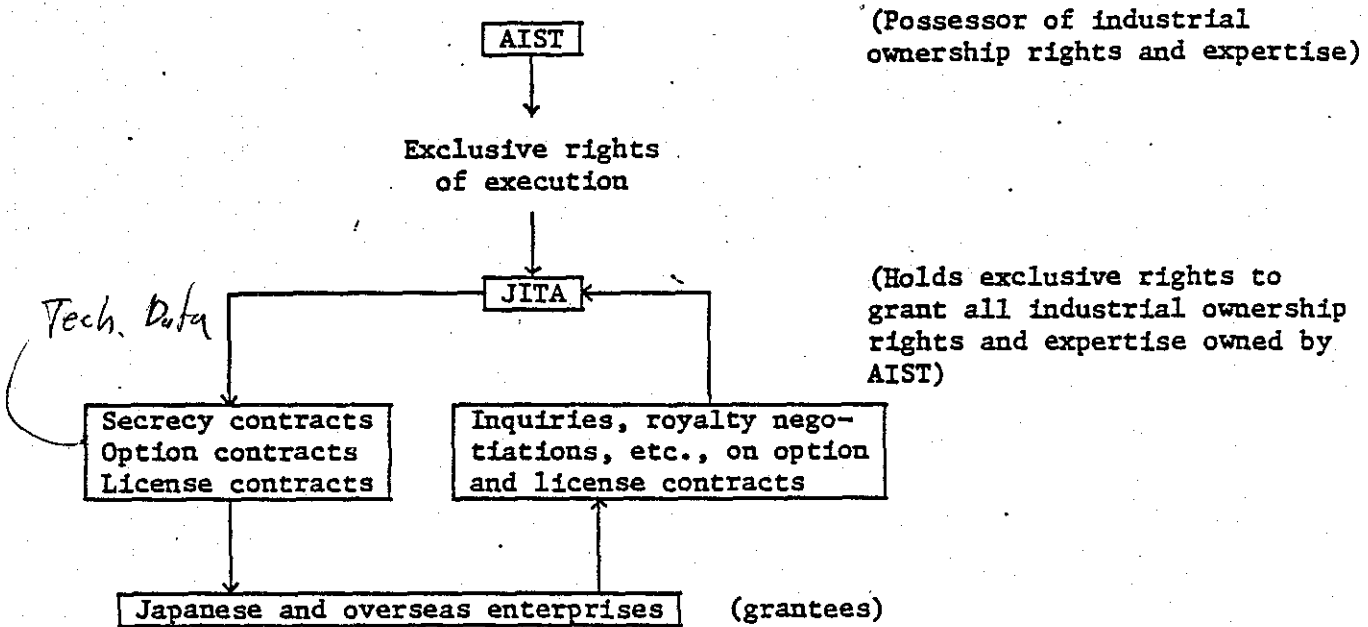 AIST
(Possessor of industrial
ownership rights and expertise)
Exclusive rights
of execution
JITA
(Holds exclusive rights to
grant all industrial ownership
rights and expertise owned by
AIST)
Tech. Data
Secrecy contracts
Option contracts
License contracts
Inquiries, royalty nego-
tiations, etc., on option
and license contracts
Japanese and overseas enterprises
(grantees)